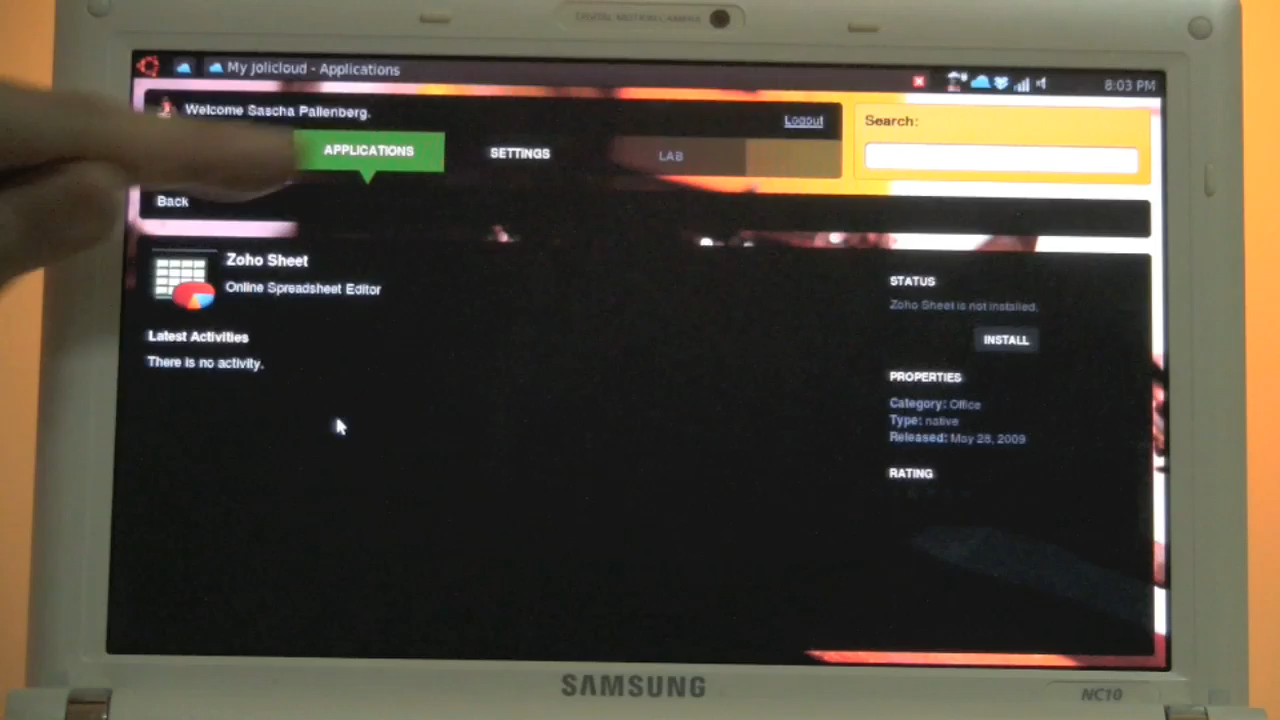 DIGITAL MOTION CAMERA
My jolicloud - Applications
8:03 PM
Welcome Sascha Pallenberg.
Logout
Search:
APPLICATIONS
SETTINGS
LAB
Back
Zoho Sheet
Online Spreadsheet Editor
Latest Activities
There is no activity.
STATUS
Zoho Sheet is not installed.
INSTALL
PROPERTIES
Category: Office
Type: native
Released: May 28, 2009
RATING
SAMSUNG
NC10